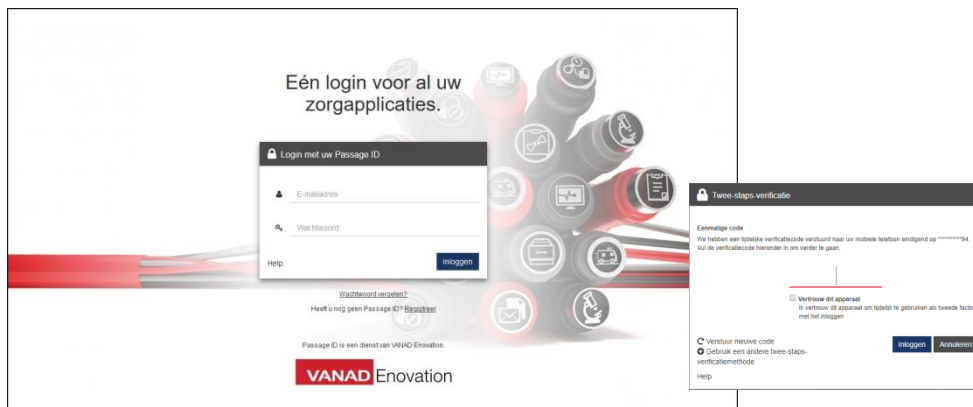 Eén login voor al uw
zorgapplicaties.
Login met uw Passage ID
E-mailadres
Wachtwoord
Help
Inloggen
Wachtwoord vergeten?
Heeft u nog geen Passage ID? Registreer
Passage ID is een dienst van VANAD Enovation.
VANAD Enovation
Twee-staps-verificatie
Eenmalige code
We hebben een tijdelijke verificatiecode verstuurd naar uw mobiele telefoon eindigend op **********94.
Vul de verificatiecode hieronder in om verder te gaan.
Vertrouw dit apparaat
Ik vertrouw dit apparaat om tijdelijk te gebruiken als tweede facto
met het inloggen.
Verstuur nieuwe code
Gebruik een andere twee-staps-
verificatiemethode
Inloggen
Annuleren
Help